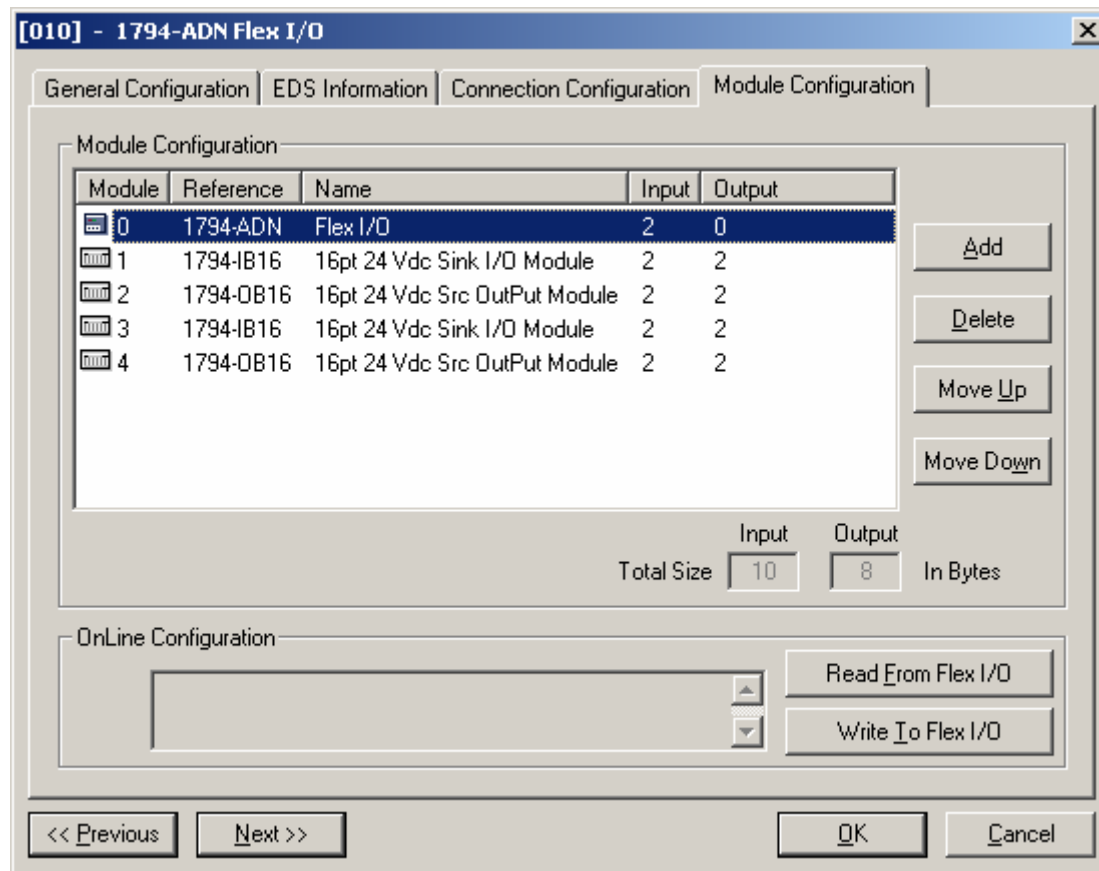 [010] - 1794-ADN Flex I/O
General Configuration EDS Information Connection Configuration Module Configuration
Module Configuration
Module Reference Name Input Output
0 1794-ADN Flex I/O 2 0
1 1794-IB16 16pt 24 Vdc Sink I/O Module 2 2
2 1794-OB16 16pt 24 Vdc Src OutPut Module 2 2
3 1794-IB16 16pt 24 Vdc Sink I/O Module 2 2
4 1794-OB16 16pt 24 Vdc Src OutPut Module 2 2
Add
Delete
Move Up
Move Down
Input Output
Total Size 10 8 In Bytes
OnLine Configuration
Read From Flex I/O
Write To Flex I/O
<< Previous Next >> OK Cancel